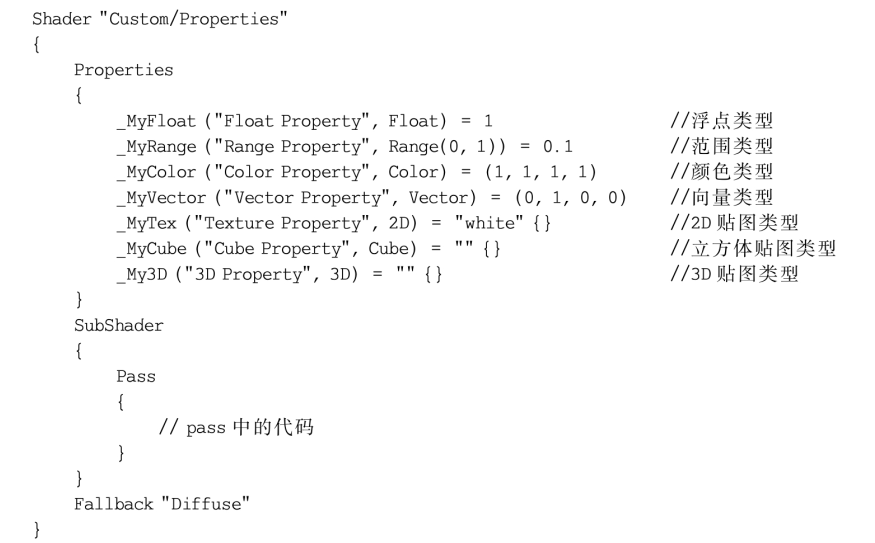 Shader "Custom/Properties"
{
Properties
{
_MyFloat ("Float Property", Float) = 1 //浮点类型
_MyRange ("Range Property", Range(0, 1)) = 0.1 //范围类型
_MyColor ("Color Property", Color) = (1, 1, 1, 1) //颜色类型
_MyVector ("Vector Property", Vector) = (0, 1, 0, 0) //向量类型
_MyTex ("Texture Property", 2D) = "white" {} //2D 贴图类型
_MyCube ("Cube Property", Cube) = "" {} //立方体贴图类型
_My3D ("3D Property", 3D) = "" {} //3D 贴图类型
}
SubShader
{
Pass
{
// pass 中的代码
}
}
Fallback "Diffuse"
}